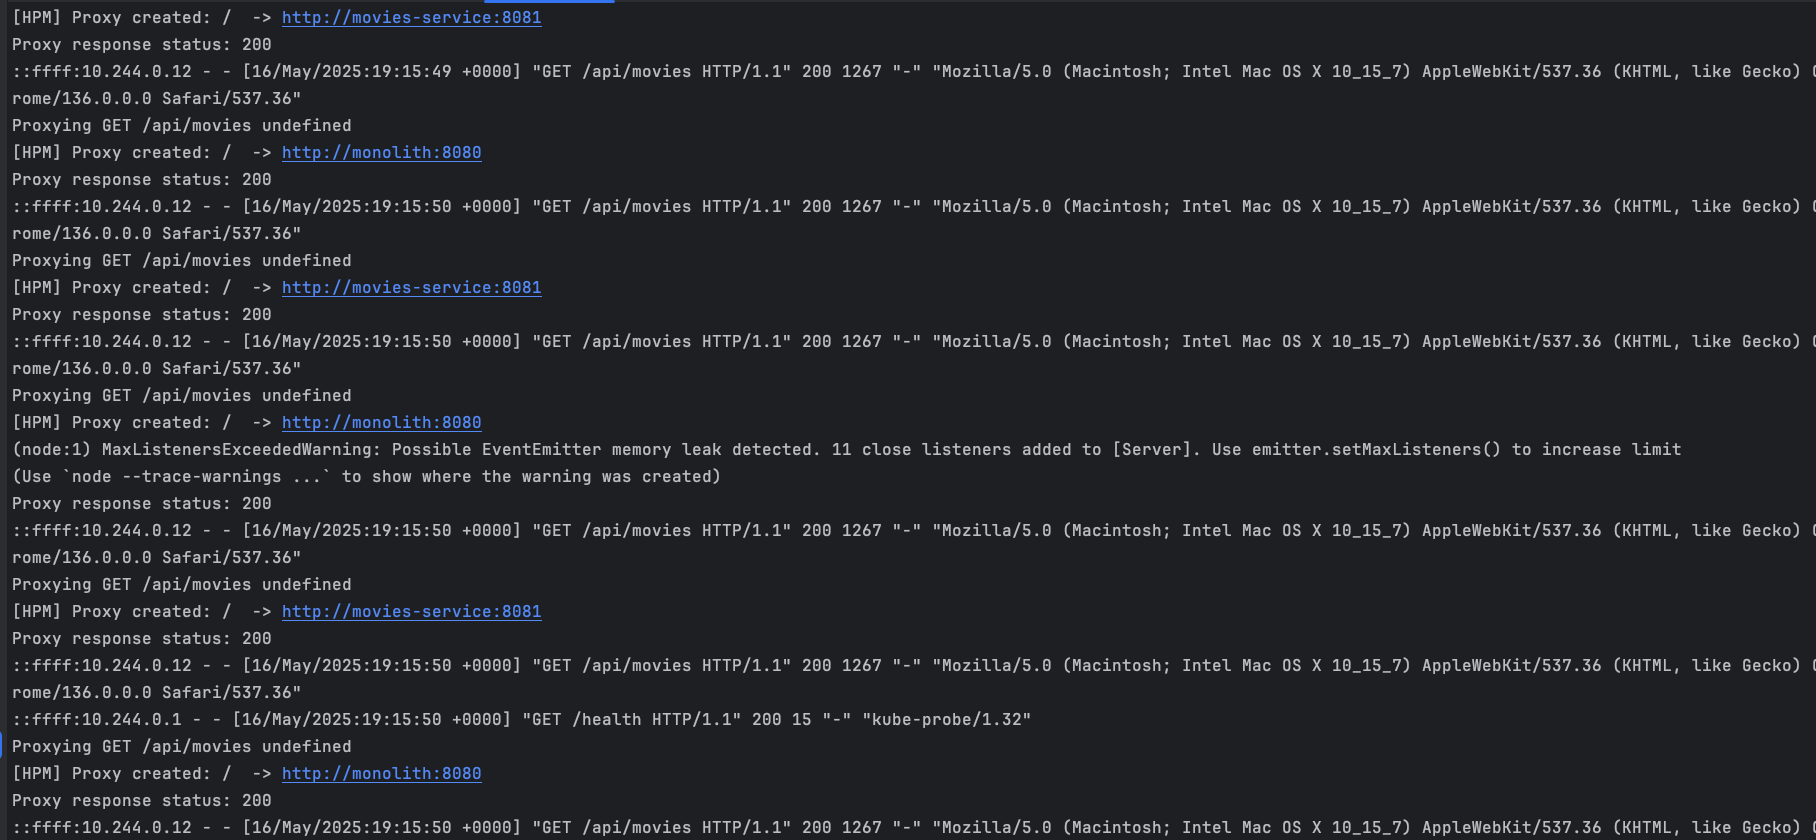 [HPM] Proxy created: /  -> http://movies-service:8081
Proxy response status: 200
::ffff:10.244.0.12 - - [16/May/2025:19:15:49 +0000] "GET /api/movies HTTP/1.1" 200 1267 "-" "Mozilla/5.0 (Macintosh; Intel Mac OS X 10_15_7) AppleWebKit/537.36 (KHTML, like Gecko)
rome/136.0.0.0 Safari/537.36"
Proxying GET /api/movies undefined
[HPM] Proxy created: /  -> http://monolith:8080
Proxy response status: 200
::ffff:10.244.0.12 - - [16/May/2025:19:15:50 +0000] "GET /api/movies HTTP/1.1" 200 1267 "-" "Mozilla/5.0 (Macintosh; Intel Mac OS X 10_15_7) AppleWebKit/537.36 (KHTML, like Gecko)
rome/136.0.0.0 Safari/537.36"
Proxying GET /api/movies undefined
[HPM] Proxy created: /  -> http://movies-service:8081
Proxy response status: 200
::ffff:10.244.0.12 - - [16/May/2025:19:15:50 +0000] "GET /api/movies HTTP/1.1" 200 1267 "-" "Mozilla/5.0 (Macintosh; Intel Mac OS X 10_15_7) AppleWebKit/537.36 (KHTML, like Gecko)
rome/136.0.0.0 Safari/537.36"
Proxying GET /api/movies undefined
[HPM] Proxy created: /  -> http://monolith:8080
(node:1) MaxListenersExceededWarning: Possible EventEmitter memory leak detected. 11 close listeners added to [Server]. Use emitter.setMaxListeners() to increase limit
(Use `node --trace-warnings ...` to show where the warning was created)
Proxy response status: 200
::ffff:10.244.0.12 - - [16/May/2025:19:15:50 +0000] "GET /api/movies HTTP/1.1" 200 1267 "-" "Mozilla/5.0 (Macintosh; Intel Mac OS X 10_15_7) AppleWebKit/537.36 (KHTML, like Gecko)
rome/136.0.0.0 Safari/537.36"
Proxying GET /api/movies undefined
[HPM] Proxy created: /  -> http://movies-service:8081
Proxy response status: 200
::ffff:10.244.0.12 - - [16/May/2025:19:15:50 +0000] "GET /api/movies HTTP/1.1" 200 1267 "-" "Mozilla/5.0 (Macintosh; Intel Mac OS X 10_15_7) AppleWebKit/537.36 (KHTML, like Gecko)
rome/136.0.0.0 Safari/537.36"
::ffff:10.244.0.1 - - [16/May/2025:19:15:50 +0000] "GET /health HTTP/1.1" 200 15 "-" "kube-probe/1.32"
Proxying GET /api/movies undefined
[HPM] Proxy created: /  -> http://monolith:8080
Proxy response status: 200
::ffff:10.244.0.12 - - [16/May/2025:19:15:50 +0000] "GET /api/movies HTTP/1.1" 200 1267 "-" "Mozilla/5.0 (Macintosh; Intel Mac OS X 10_15_7) AppleWebKit/537.36 (KHTML, like Gecko)